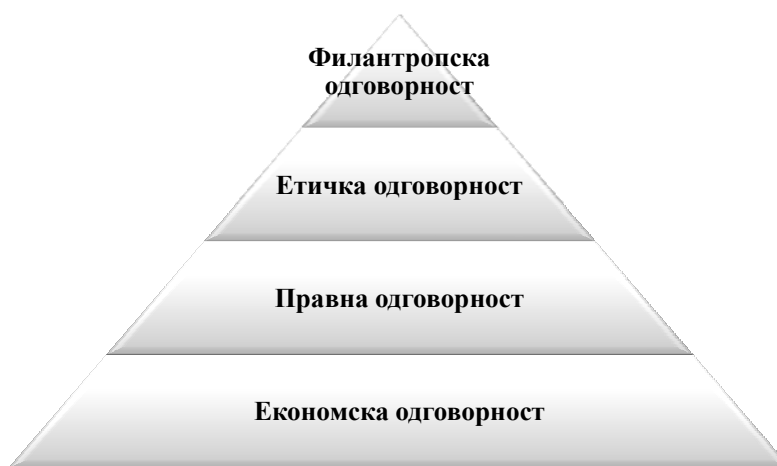 Филантропска
одговорност
Етичка одговорност
Правна одговорност
Економска одговорност